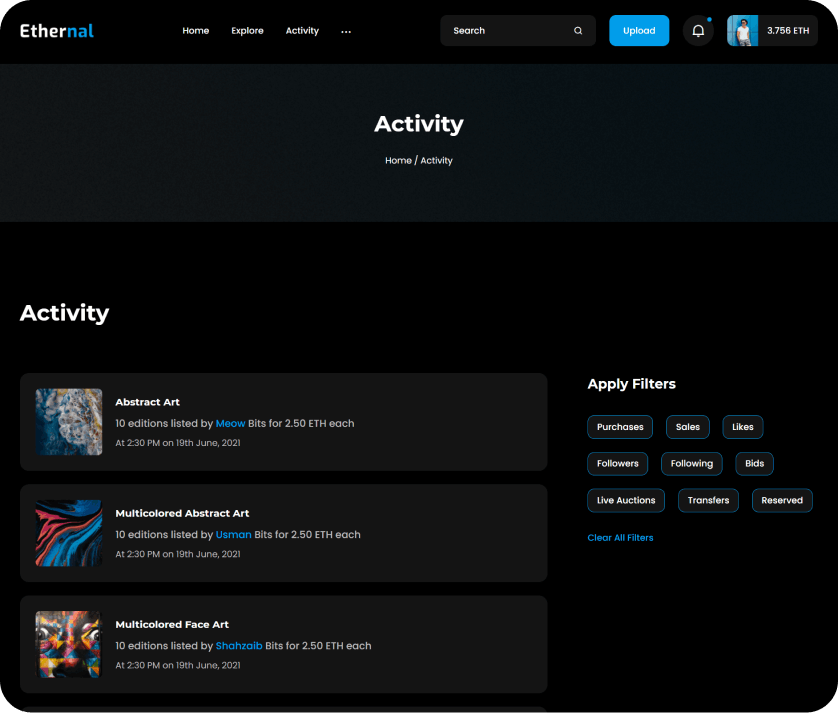 Ethernal
Home Explore Activity ...
Search
Upload
3.756 ETH
Activity
Home / Activity
Activity
Abstract Art
10 editions listed by Meow Bits for 2.50 ETH each
At 2:30 PM on 19th June, 2021
Multicolored Abstract Art
10 editions listed by Usman Bits for 2.50 ETH each
At 2:30 PM on 19th June, 2021
Multicolored Face Art
10 editions listed by Shahzaib Bits for 2.50 ETH each
At 2:30 PM on 19th June, 2021
Apply Filters
Purchases Sales Likes
Followers Following Bids
Live Auctions Transfers Reserved
Clear All Filters